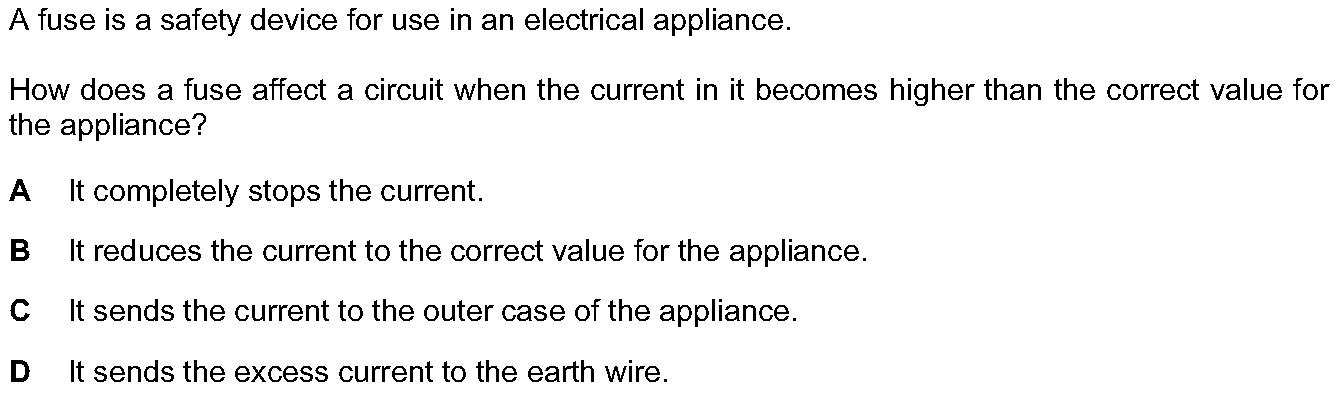 A fuse is a safety device for use in an electrical appliance.
How does a fuse affect a circuit when the current in it becomes higher than the correct value for
the appliance?
A It completely stops the current.
B It reduces the current to the correct value for the appliance.
C It sends the current to the outer case of the appliance.
D It sends the excess current to the earth wire.